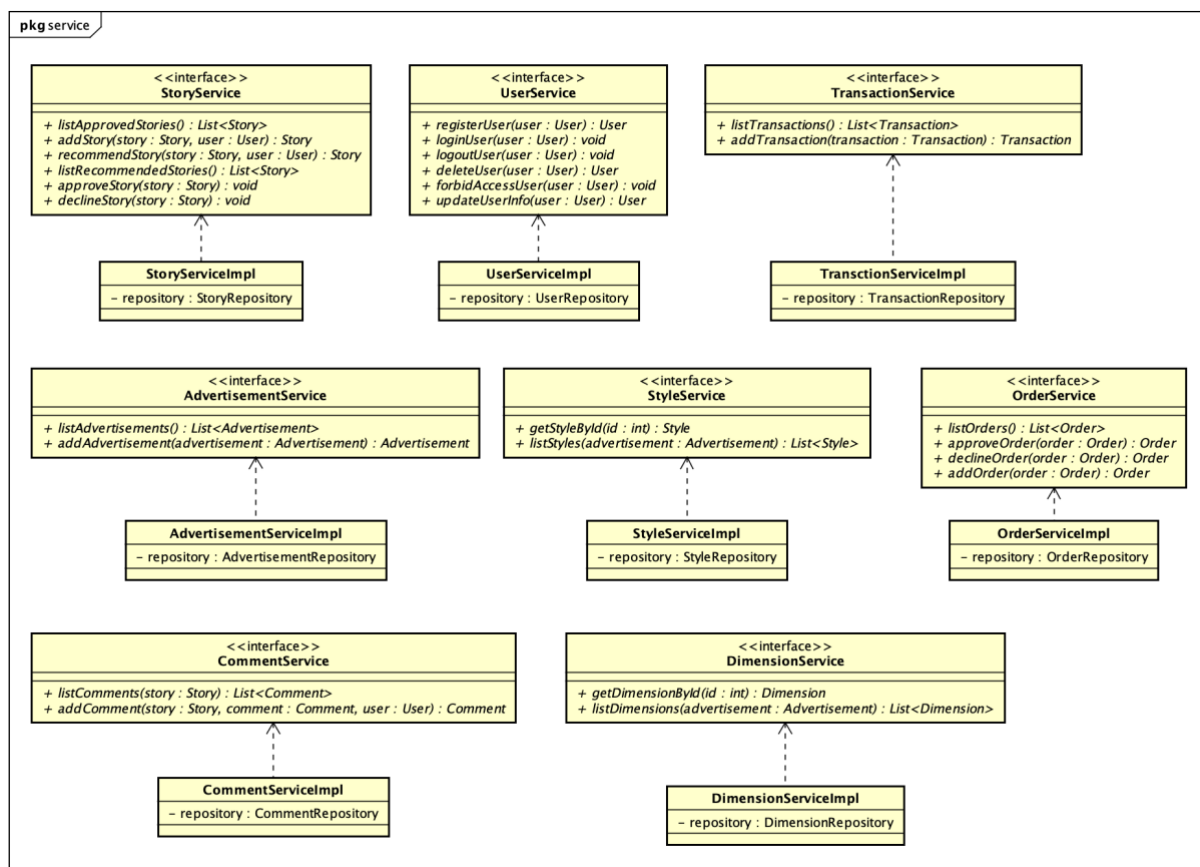 pkg service
<<interface>>
StoryService
+ listApprovedStories() : List<Story>
+ addStory(story : Story, user : User) : Story
+ recommendStory(story : Story, user : User) : Story
+ listRecommendedStories() : List<Story>
+ approveStory(story : Story) : void
+ declineStory(story : Story) : void
<<interface>>
UserService
+ registerUser(user : User) : User
+ loginUser(user : User) : void
+ logoutUser(user : User) : void
+ deleteUser(user : User) : User
+ forbidAccessUser(user : User) : void
+ updateUserInfo(user : User) : User
<<interface>>
TransactionService
+ listTransactions() : List<Transaction>
+ addTransaction(transaction : Transaction) : Transaction
StoryServiceImpl
− repository : StoryRepository
UserServiceImpl
− repository : UserRepository
TransctionServiceImpl
− repository : TransactionRepository
<<interface>>
AdvertisementService
+ listAdvertisements() : List<Advertisement>
+ addAdvertisement(advertisement : Advertisement) : Advertisement
<<interface>>
StyleService
+ getStyleById(id : int) : Style
+ listStyles(advertisement : Advertisement) : List<Style>
<<interface>>
OrderService
+ listOrders() : List<Order>
+ approveOrder(order : Order) : Order
+ declineOrder(order : Order) : Order
+ addOrder(order : Order) : Order
AdvertisementServiceImpl
− repository : AdvertisementRepository
StyleServiceImpl
− repository : StyleRepository
OrderServiceImpl
− repository : OrderRepository
<<interface>>
CommentService
+ listComments(story : Story) : List<Comment>
+ addComment(story : Story, comment : Comment, user : User) : Comment
<<interface>>
DimensionService
+ getDimensionById(id : int) : Dimension
+ listDimensions(advertisement : Advertisement) : List<Dimension>
CommentServiceImpl
− repository : CommentRepository
DimensionServiceImpl
− repository : DimensionRepository